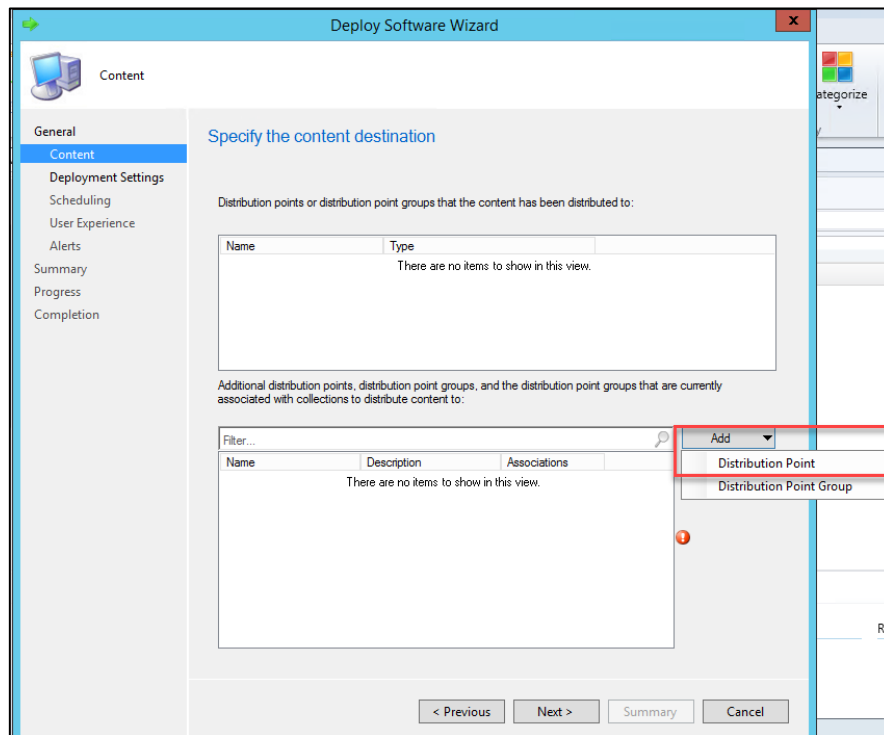 Deploy Software Wizard
x
Content
ategorize
General
Content
Deployment Settings
Scheduling
User Experience
Alerts
Summary
Progress
Completion
Specify the content destination
Distribution points or distribution point groups that the content has been distributed to:
Name Type
There are no items to show in this view.
Additional distribution points, distribution point groups, and the distribution point groups that are currently
associated with collections to distribute content to:
Filter...
Add
Distribution Point
Distribution Point Group
Name Description Associations
There are no items to show in this view.
R
< Previous Next > Summary Cancel